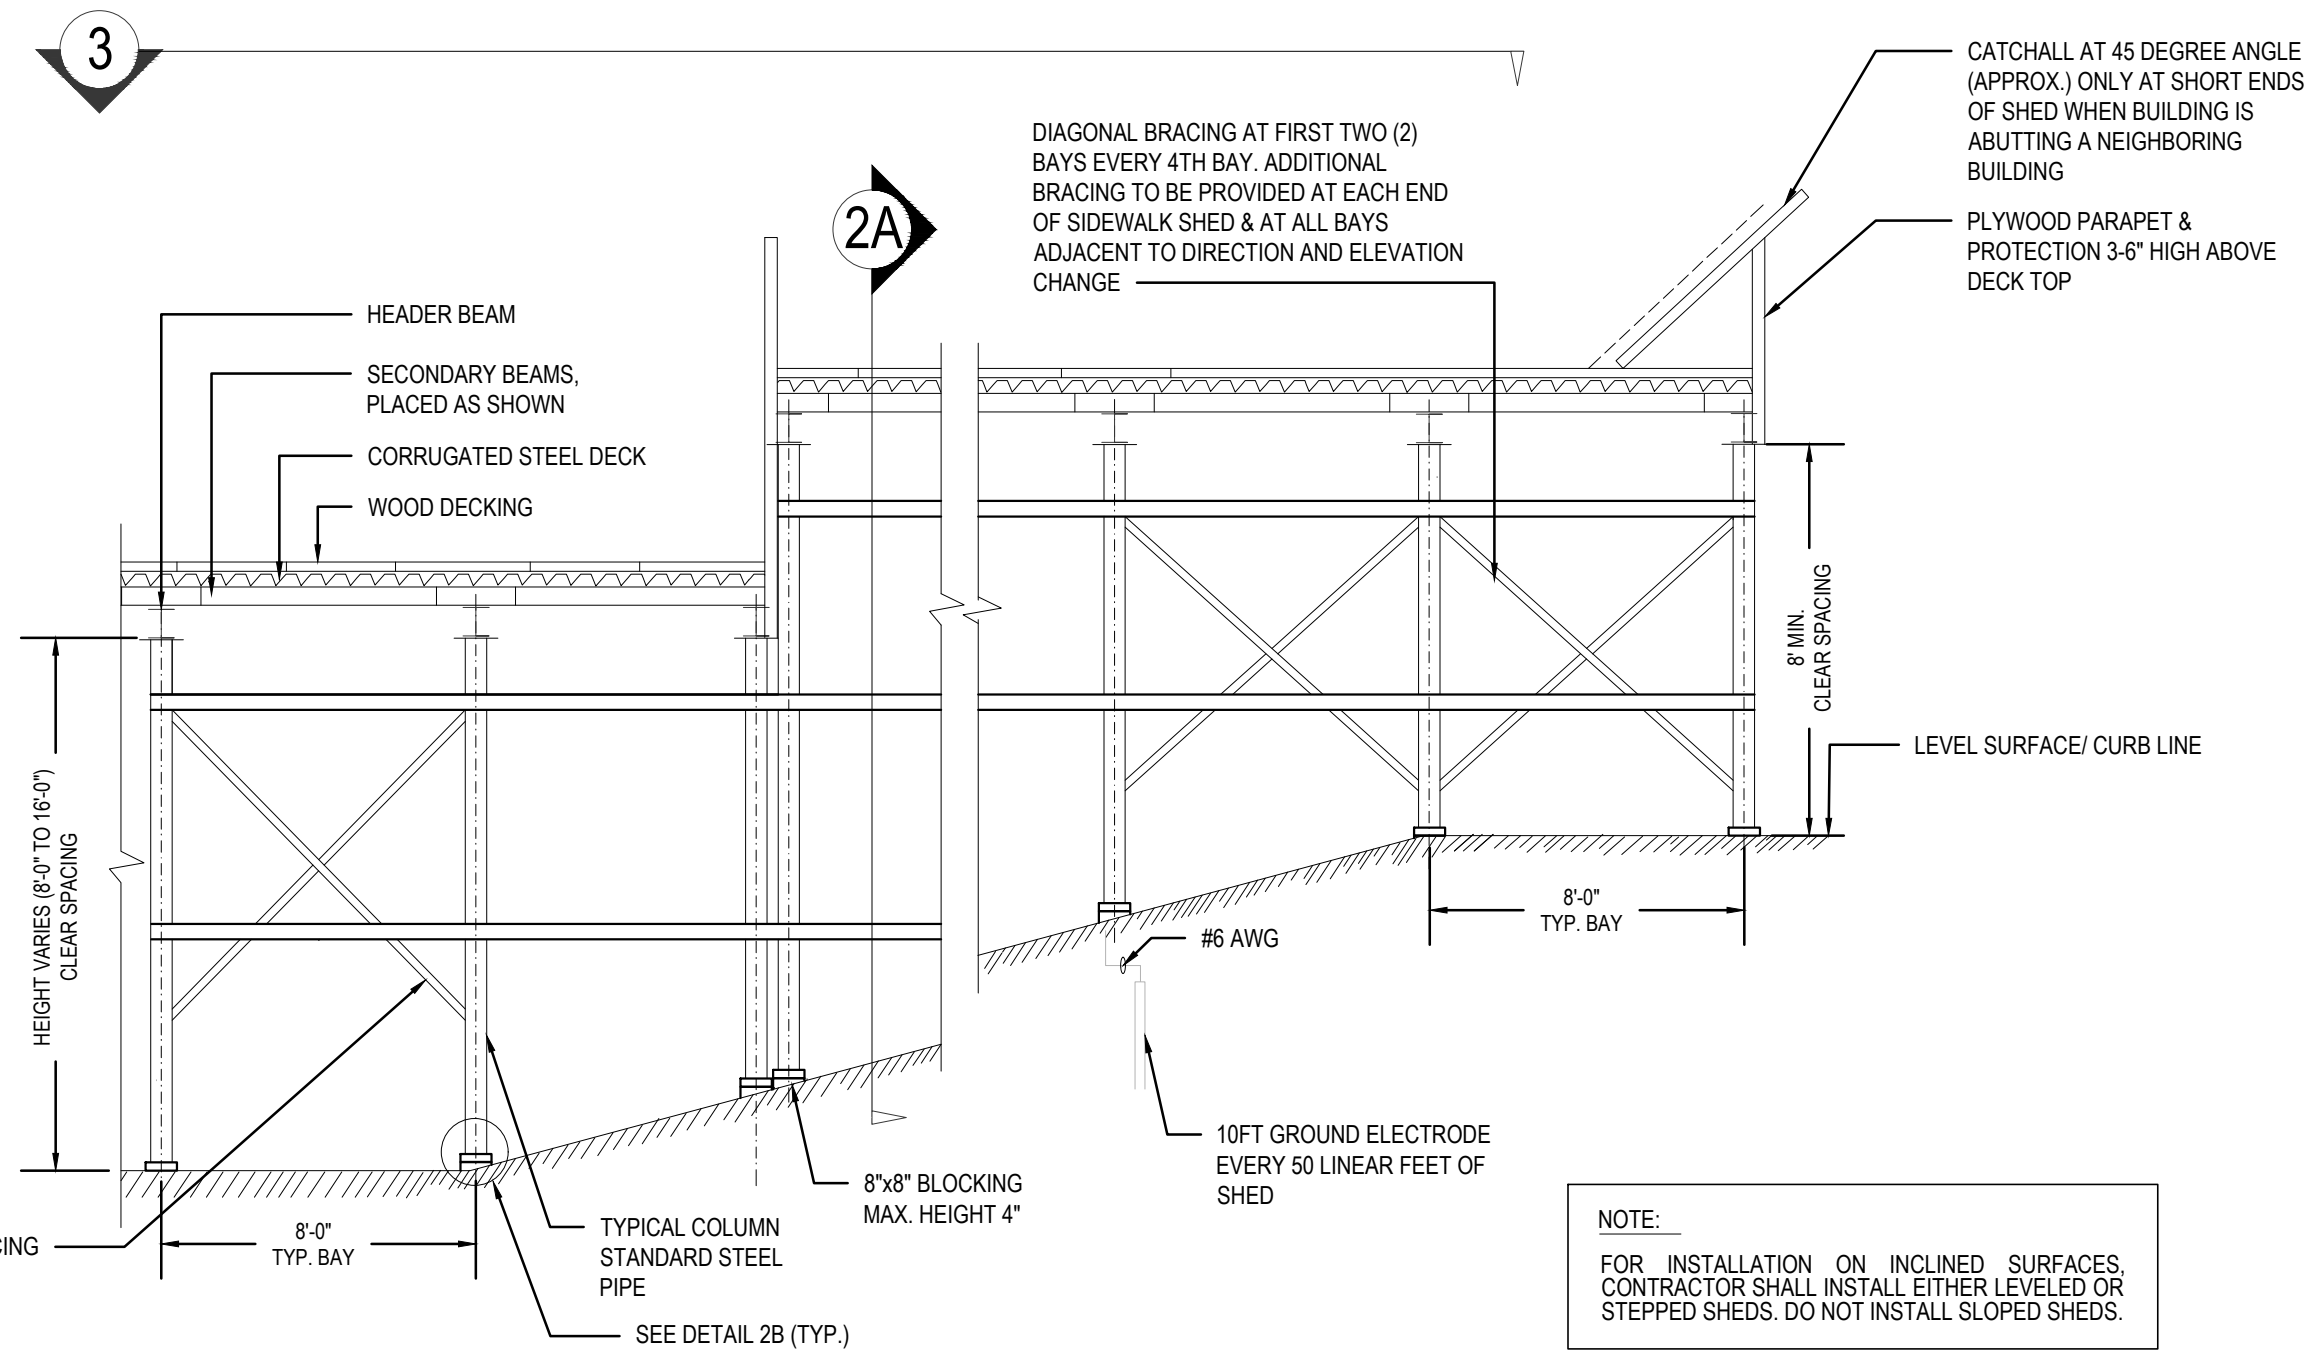 3
CATCHALL AT 45 DEGREE ANGLE
(APPROX.) ONLY AT SHORT ENDS
OF SHED WHEN BUILDING IS
ABUTTING A NEIGHBORING
BUILDING
PLYWOOD PARAPET &
PROTECTION 3-6" HIGH ABOVE
DECK TOP
DIAGONAL BRACING AT FIRST TWO (2)
BAYS EVERY 4TH BAY. ADDITIONAL
BRACING TO BE PROVIDED AT EACH END
OF SIDEWALK SHED & AT ALL BAYS
ADJACENT TO DIRECTION AND ELEVATION
CHANGE
2A
HEADER BEAM
SECONDARY BEAMS,
PLACED AS SHOWN
CORRUGATED STEEL DECK
WOOD DECKING
8' MIN.
CLEAR SPACING
LEVEL SURFACE/ CURB LINE
HEIGHT VARIES (8'-0" TO 16'-0")
CLEAR SPACING
8'-0"
TYP. BAY
#6 AWG
10FT GROUND ELECTRODE
EVERY 50 LINEAR FEET OF
SHED
8"x8" BLOCKING
MAX. HEIGHT 4"
TYPICAL COLUMN
STANDARD STEEL
PIPE
8'-0"
TYP. BAY
CING
SEE DETAIL 2B (TYP.)
NOTE:
FOR INSTALLATION ON INCLINED SURFACES,
CONTRACTOR SHALL INSTALL EITHER LEVELED OR
STEPPED SHEDS. DO NOT INSTALL SLOPED SHEDS.